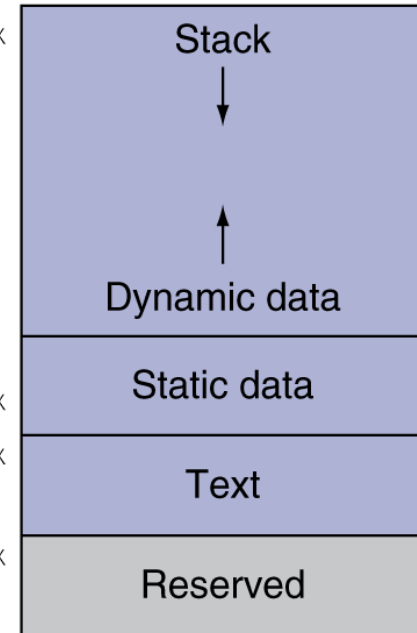 X
Stack
Dynamic data
Static data
X
X
Text
X
Reserved